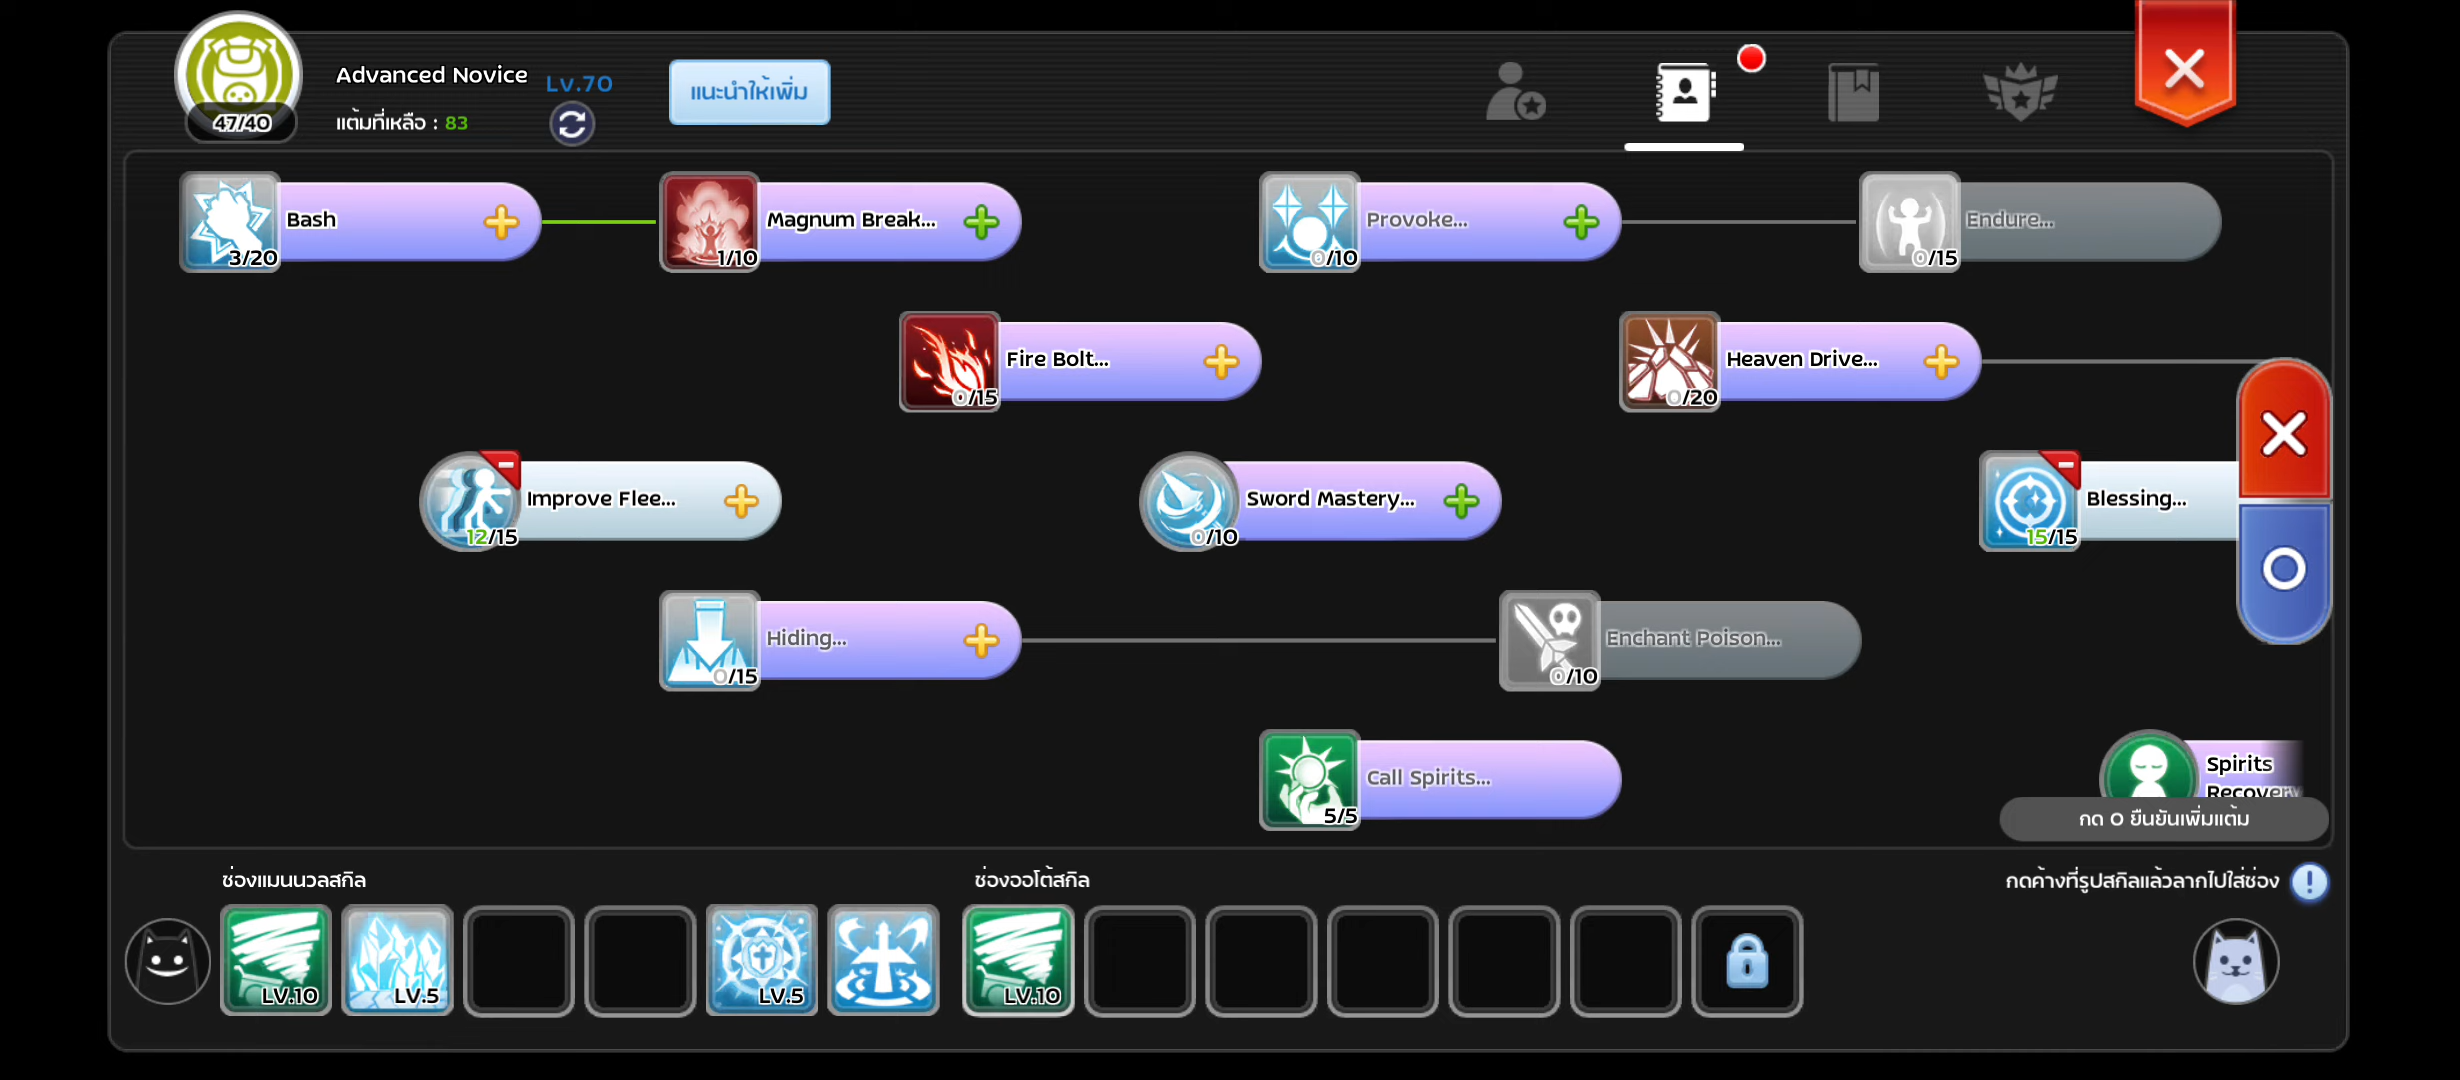 Advanced Novice
Lv.70
แนะนำให้เพิ่ม
47/40
แต้มที่เหลือ : 83
Bash
3/20
Magnum Break...
1/10
Provoke...
0/10
Endure...
0/15
Fire Bolt...
0/15
Heaven Drive...
0/20
Improve Flee...
12/15
Sword Mastery...
0/10
Blessing...
15/15
Hiding...
0/15
Enchant Poison...
0/10
Call Spirits...
5/5
Spirits
Recovery
กด O ยืนยันเพิ่มแต้ม
ช่องแมนนวลสกิล
ช่องออโต้สกิล
กดค้างที่รูปสกิลแล้วลากไปใส่ช่อง
LV.10
LV.5
LV.5
LV.10